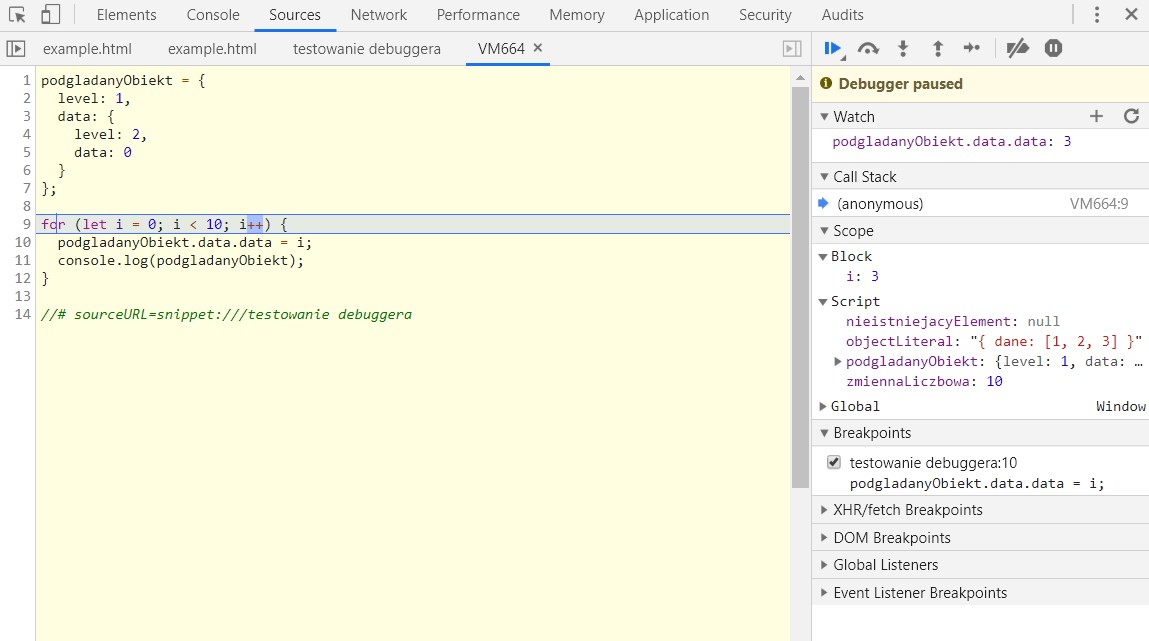 Elements Console Sources Network Performance Memory Application Security Audits
example.html example.html testowanie debuggera VM664
1 podgladanyObiekt = {
2 level: 1,
3 data: {
4 level: 2,
5 data: 0
6 }
7 };
8
9 for (let i = 0; i < 10; i++) {
10 podgladanyObiekt.data.data = i;
11 console.log(podgladanyObiekt);
12 }
13
14 //# sourceURL=snippet:///testowanie debuggera
Debugger paused
Watch
podgladanyObiekt.data.data: 3
Call Stack
(anonymous) VM664:9
Scope
Block
i: 3
Script
nieistniejacyElement: null
objectLiteral: "{ dane: [1, 2, 3] }"
podgladanyObiekt: {level: 1, data: …
zmiennaLiczbowa: 10
Global Window
Breakpoints
testowanie debuggera:10
podgladanyObiekt.data.data = i;
XHR/fetch Breakpoints
DOM Breakpoints
Global Listeners
Event Listener Breakpoints